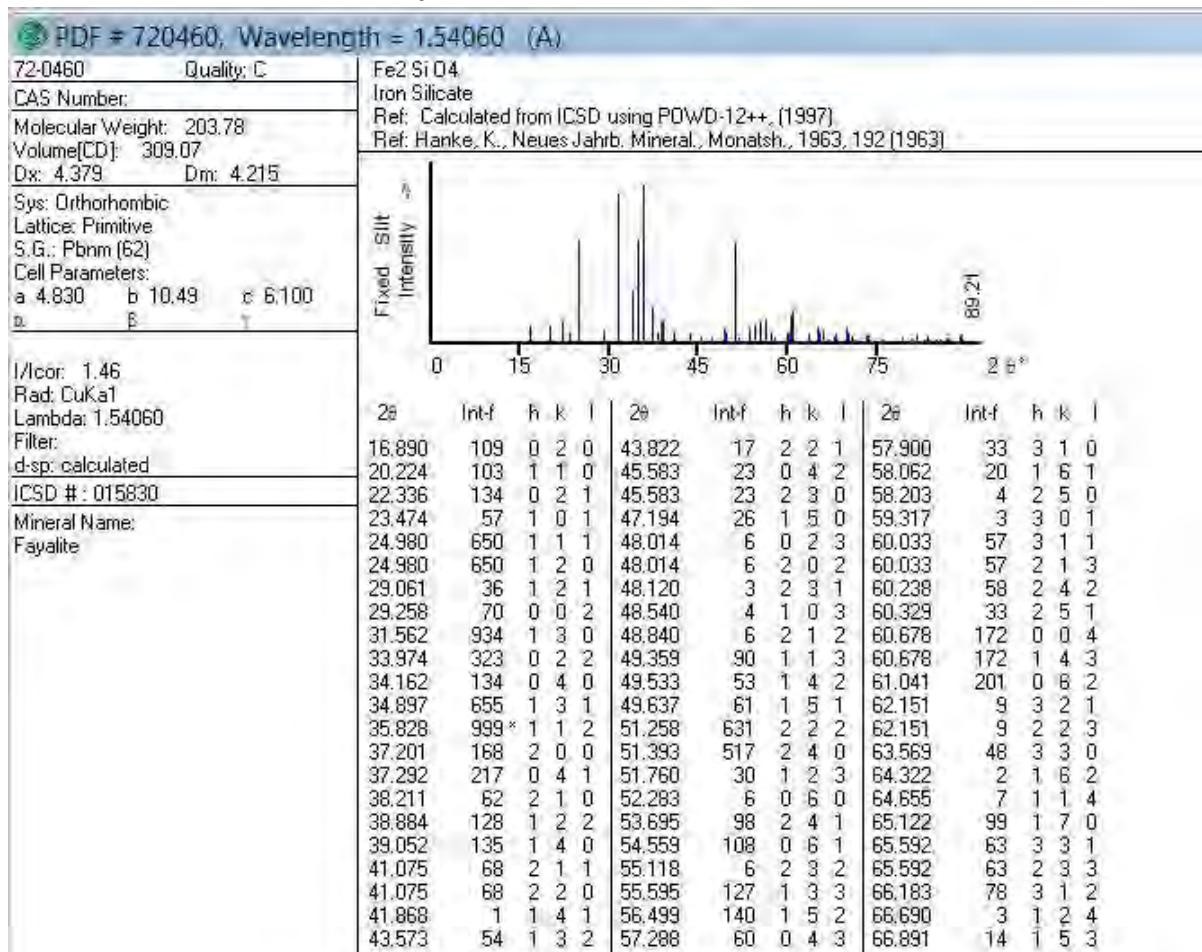 PDF # 720460, Wavelength = 1.54060 (A)
72-0460 Quality: C
CAS Number:
Molecular Weight: 203.78
Volume[CD]: 309.07
Dx: 4.379 Dm: 4.215
Sys: Orthorhombic
Lattice: Primitive
S.G.: Pbnm (62)
Cell Parameters:
a 4.830 b 10.49 c 6.100
α β γ
I/Icor: 1.46
Rad: CuKa1
Lambda: 1.54060
Filter:
d-sp: calculated
ICSD # : 015830
Mineral Name:
Fayalite
Fe2 Si O4
Iron Silicate
Ref: Calculated from ICSD using POWD-12++, (1997)
Ref: Hanke, K., Neues Jahrb. Mineral., Monatsh., 1963, 192 (1963)
Fixed Slit
Intensity ->
89.21
0 15 30 45 60 75 2 θ°
2θ Int-f h k l 2θ Int-f h k l 2θ Int-f h k l
16.890 109 0 2 0 43.822 17 2 2 1 57.900 33 3 1 0
20.224 103 1 1 0 45.583 23 0 4 2 58.062 20 1 6 1
22.336 134 0 2 1 45.583 23 2 3 0 58.203 4 2 5 0
23.474 57 1 0 1 47.194 26 1 5 0 59.317 3 3 0 1
24.980 650 1 1 1 48.014 6 0 2 3 60.033 57 3 1 1
24.980 650 1 2 0 48.014 6 2 0 2 60.033 57 2 1 3
29.061 36 1 2 1 48.120 3 2 3 1 60.238 58 2 4 2
29.258 70 0 0 2 48.540 4 1 0 3 60.329 33 2 5 1
31.562 934 1 3 0 48.840 6 2 1 2 60.678 172 0 0 4
33.974 323 0 2 2 49.359 90 1 1 3 60.678 172 1 4 3
34.162 134 0 4 0 49.533 53 1 4 2 61.041 201 0 6 2
34.897 655 1 3 1 49.637 61 1 5 1 62.151 9 3 2 1
35.828 999 * 1 1 2 51.258 631 2 2 2 62.151 9 2 2 3
37.201 168 2 0 0 51.393 517 2 4 0 63.569 48 3 3 0
37.292 217 0 4 1 51.760 30 1 2 3 64.322 2 1 6 2
38.211 62 2 1 0 52.283 6 0 6 0 64.655 7 1 1 4
38.884 128 1 2 2 53.695 98 2 4 1 65.122 99 1 7 0
39.052 135 1 4 0 54.559 108 0 6 1 65.592 63 3 3 1
41.075 68 2 1 1 55.118 6 2 3 2 65.592 63 2 3 3
41.075 68 2 2 0 55.595 127 1 3 3 66.183 78 3 1 2
41.868 1 1 4 1 56.499 140 1 5 2 66.690 3 1 2 4
43.573 54 1 3 2 57.288 60 0 4 3 66.891 14 1 5 3